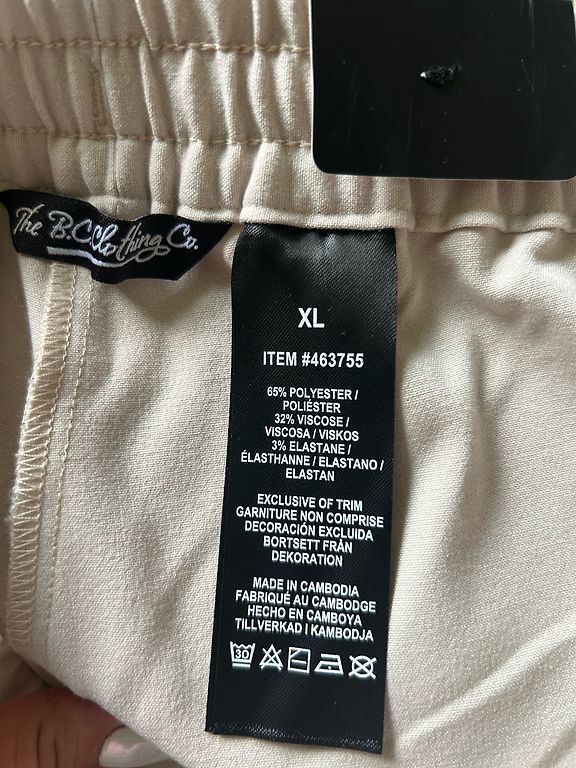 The B.C. Clothing Co.
XL
ITEM #463755
65% POLYESTER /
POLIÉSTER
32% VISCOSE /
VISCOSA / VISKOS
3% ELASTANE /
ÉLASTHANNE / ELASTANO /
ELASTAN
EXCLUSIVE OF TRIM
GARNITURE NON COMPRISE
DECORACIÓN EXCLUIDA
BORTSETT FRÅN
DEKORATION
MADE IN CAMBODIA
FABRIQUÉ AU CAMBODGE
HECHO EN CAMBOYA
TILLVERKAD I KAMBODJA
30